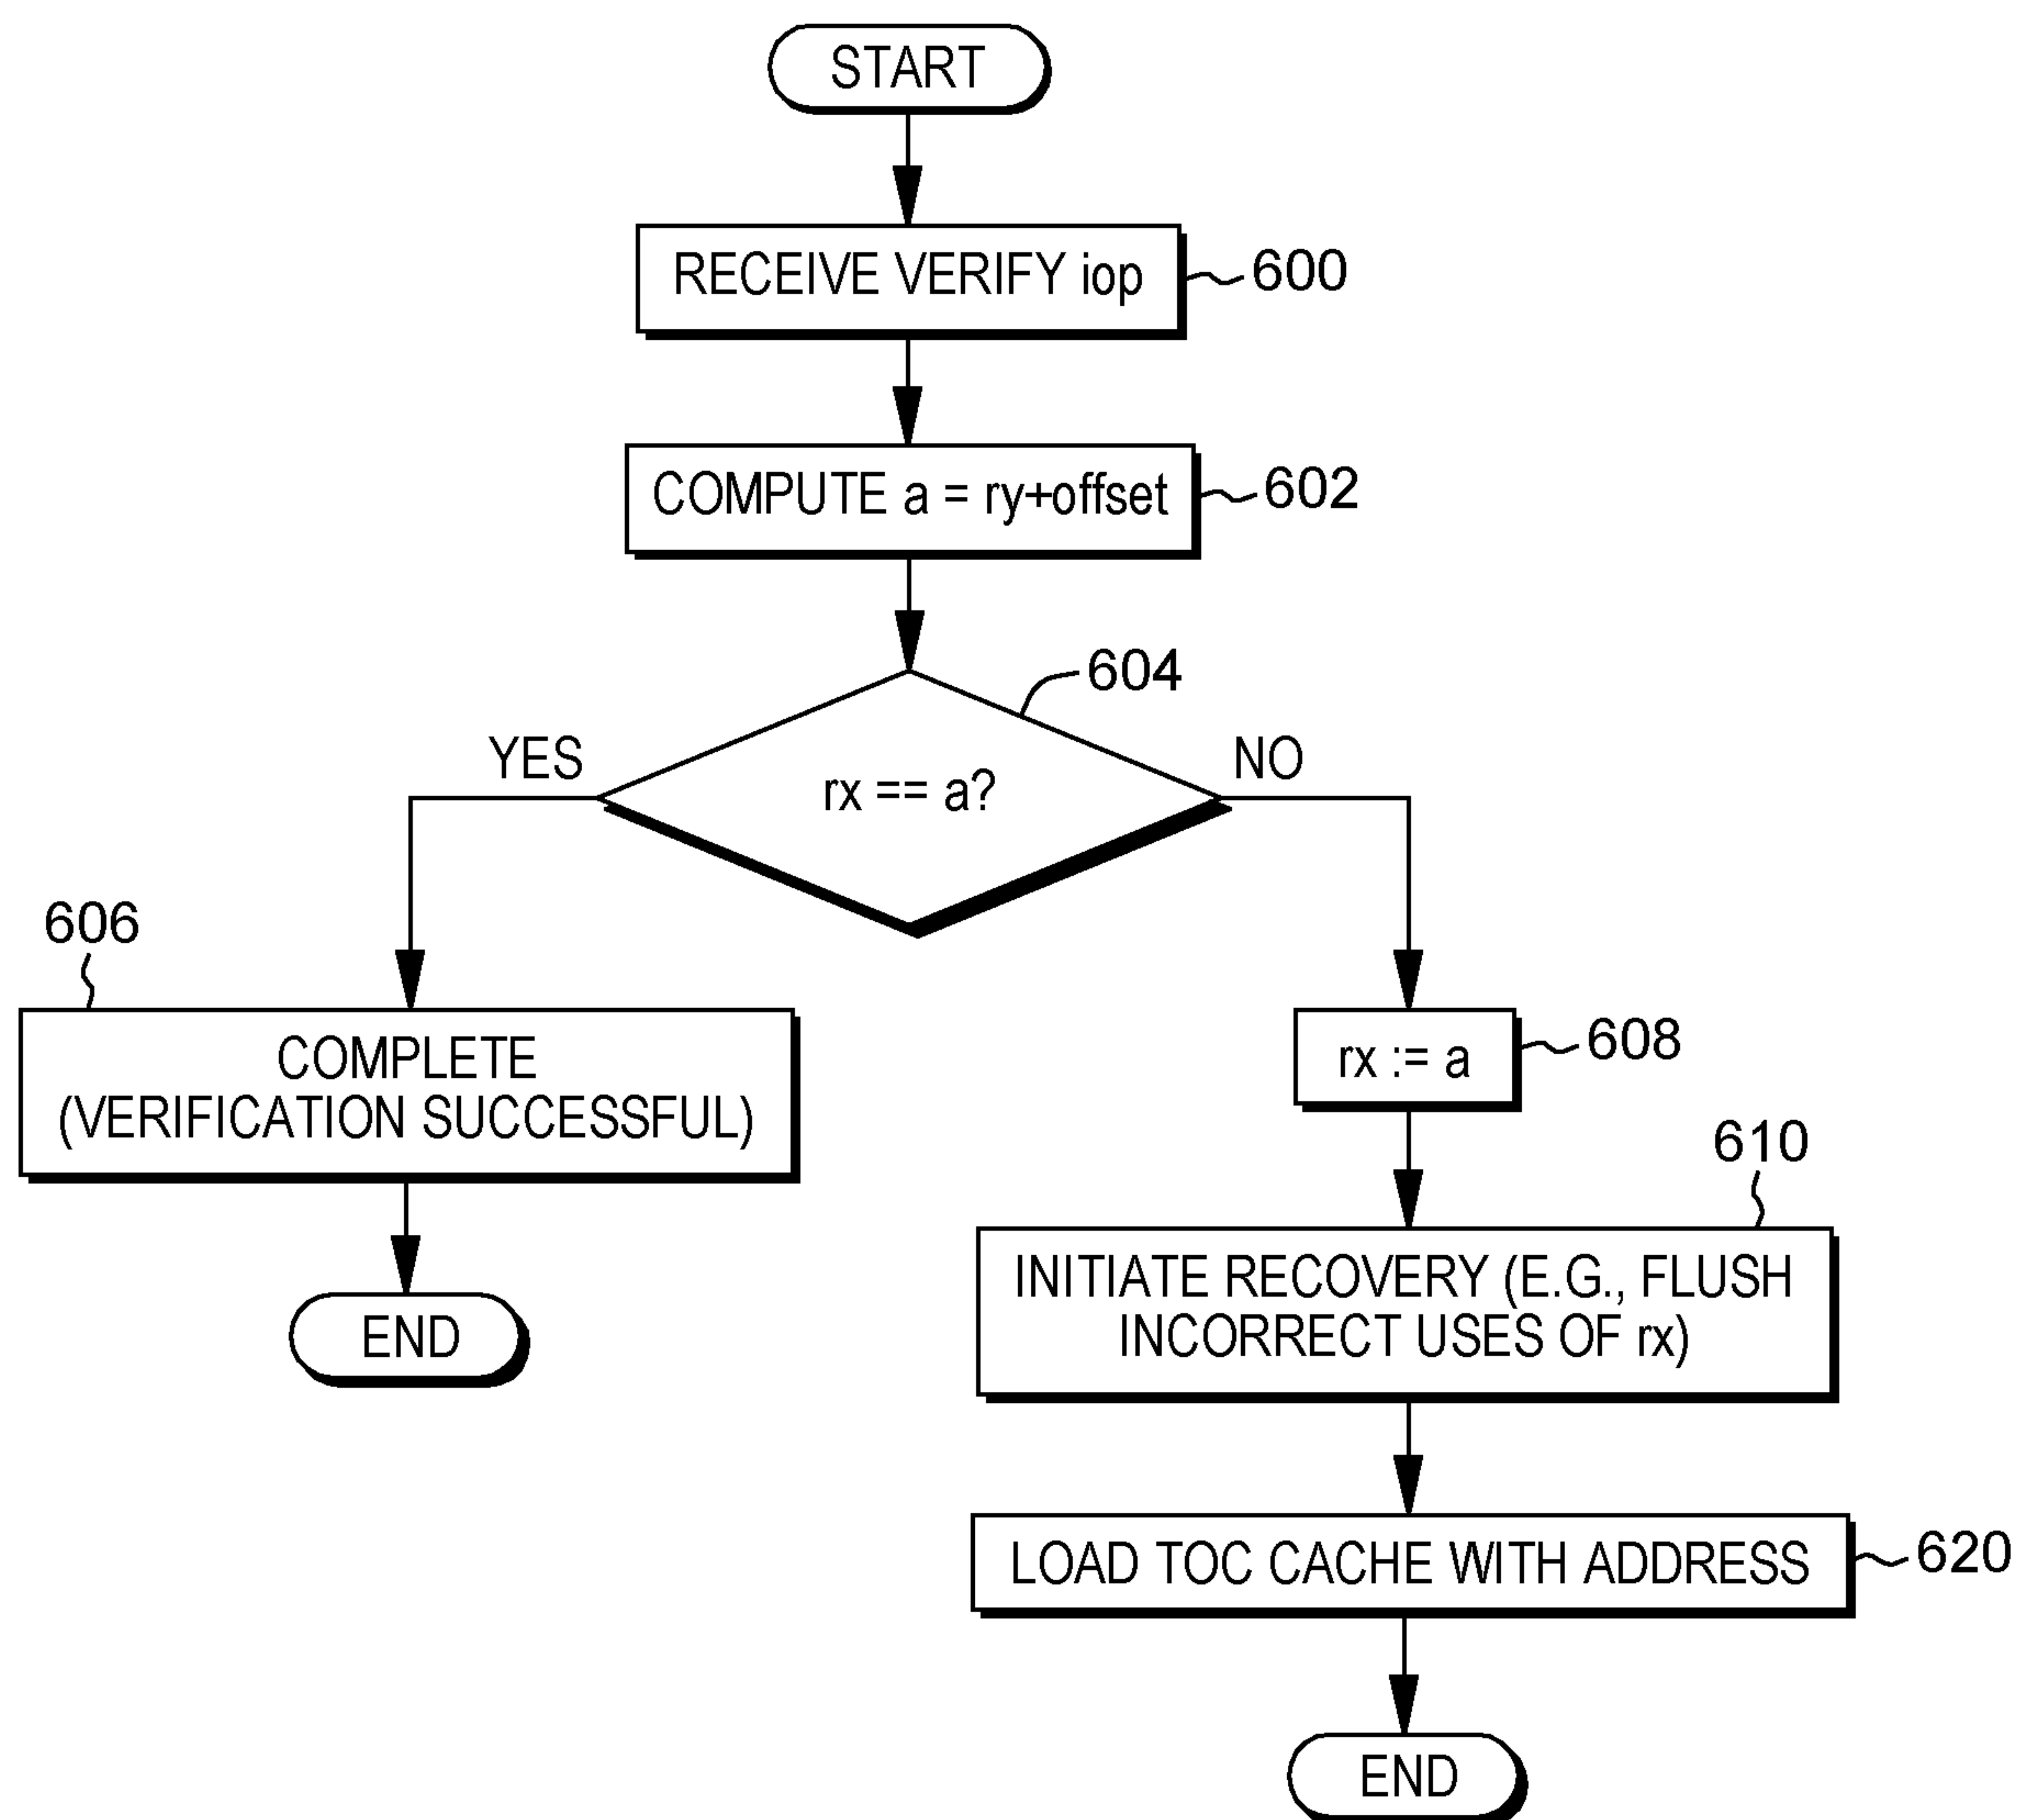 START
RECEIVE VERIFY iop
600
COMPUTE a = ry+offset
602
604
YES
rx == a?
NO
606
COMPLETE
(VERIFICATION SUCCESSFUL)
END
rx := a
608
610
INITIATE RECOVERY (E.G., FLUSH
INCORRECT USES OF rx)
LOAD TOC CACHE WITH ADDRESS
620
END